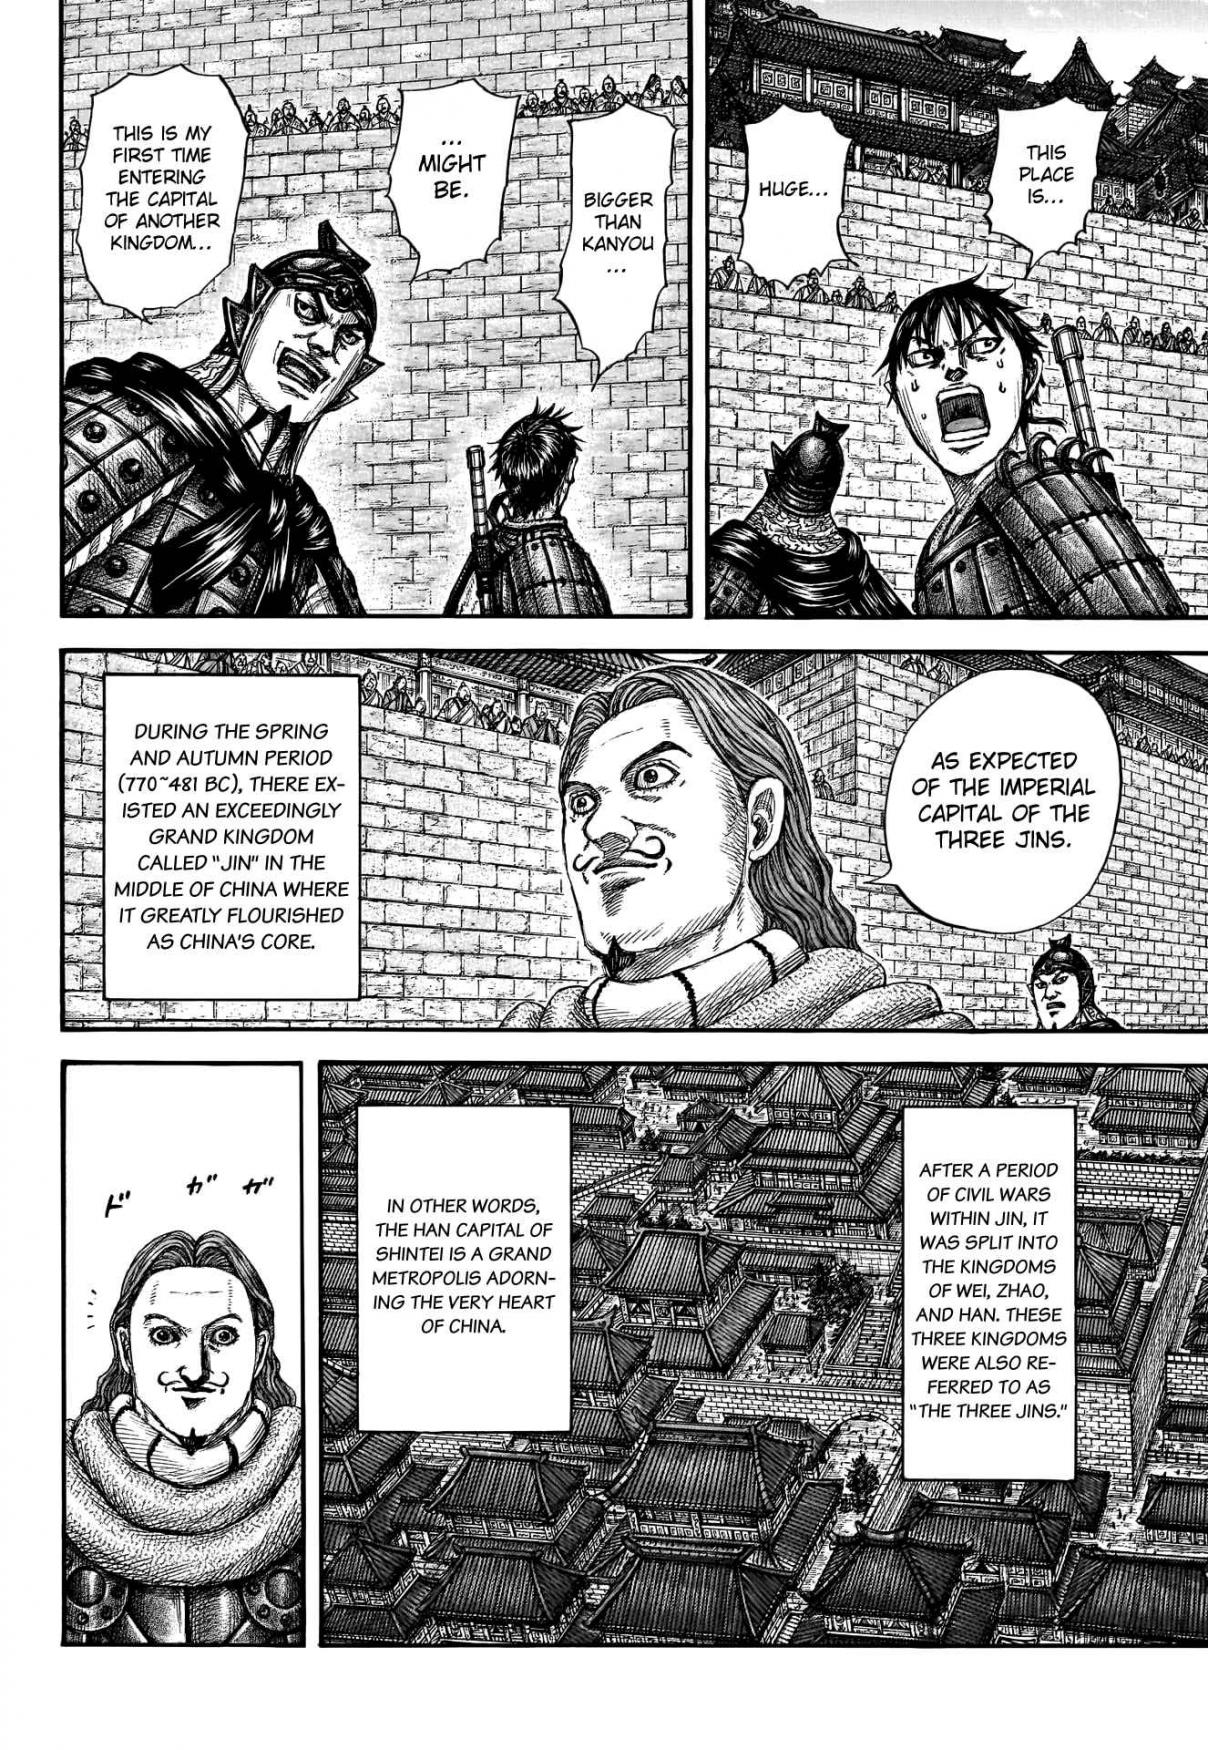 THIS
PLACE
IS...
HUGE...
BIGGER
THAN
KANYOU
...
...
MIGHT
BE.
THIS IS MY
FIRST TIME
ENTERING
THE CAPITAL
OF ANOTHER
KINGDOM...
AS EXPECTED
OF THE IMPERIAL
CAPITAL OF THE
THREE JINS.
DURING THE SPRING
AND AUTUMN PERIOD
(770~481 BC), THERE EX-
ISTED AN EXCEEDINGLY
GRAND KINGDOM
CALLED "JIN" IN THE
MIDDLE OF CHINA WHERE
IT GREATLY FLOURISHED
AS CHINA'S CORE.
AFTER A PERIOD
OF CIVIL WARS
WITHIN JIN, IT
WAS SPLIT INTO
THE KINGDOMS
OF WEI, ZHAO,
AND HAN. THESE
THREE KINGDOMS
WERE ALSO RE-
FERRED TO AS
"THE THREE JINS."
IN OTHER WORDS,
THE HAN CAPITAL OF
SHINTEI IS A GRAND
METROPOLIS ADORN-
ING THE VERY HEART
OF CHINA.
ド ガ ガ